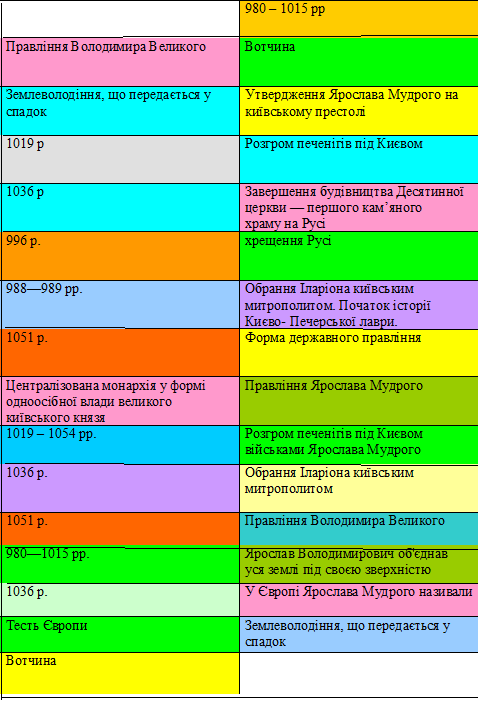 980 – 1015 рр
Правління Володимира Великого
Вотчина
Землеволодіння, що передається у
спадок
Утвердження Ярослава Мудрого на
київському престолі
1019 р
Розгром печенігів під Києвом
1036 р
Завершення будівництва Десятинної
церкви — першого кам’яного
храму на Русі
996 р.
хрещення Русі
988—989 рр.
Обрання Іларіона київським
митрополитом. Початок історії
Києво- Печерської лаври.
1051 р.
Форма державного правління
Централізована монархія у формі
одноосібної влади великого
київського князя
Правління Ярослава Мудрого
1019 – 1054 рр.
Розгром печенігів під Києвом
військами Ярослава Мудрого
1036 р.
Обрання Іларіона київським
митрополитом
1051 р.
Правління Володимира Великого
980—1015 рр.
Ярослав Володимирович об'єднав
уся землі під своєю зверхністю
1036 р.
У Європі Ярослава Мудрого називали
Тесть Європи
Землеволодіння, що передається у
спадок
Вотчина